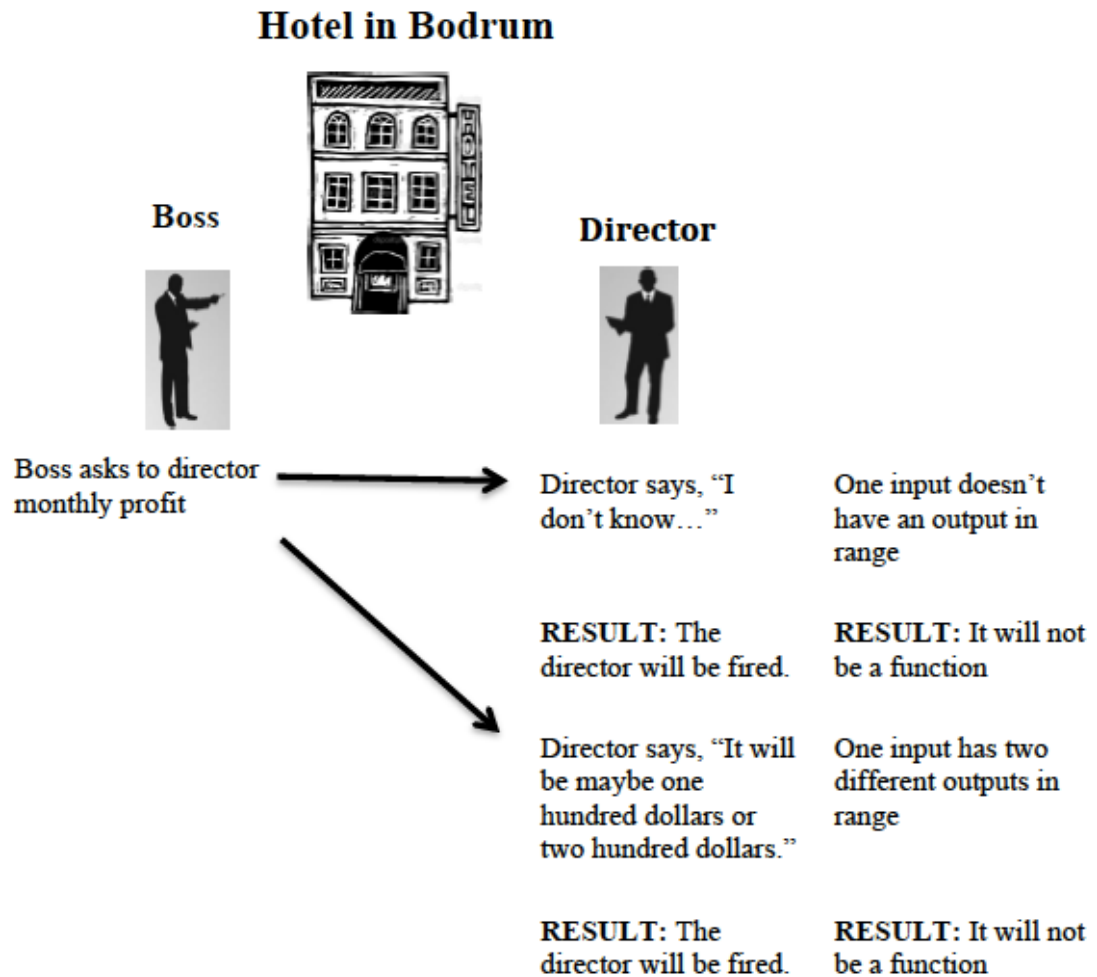 Hotel in Bodrum
HOTEL
Boss
Director
Boss asks to director
monthly profit
Director says, “I
don’t know…”
One input doesn’t
have an output in
range
RESULT: The
director will be fired.
RESULT: It will not
be a function
Director says, “It will
be maybe one
hundred dollars or
two hundred dollars.”
One input has two
different outputs in
range
RESULT: The
director will be fired.
RESULT: It will not
be a function